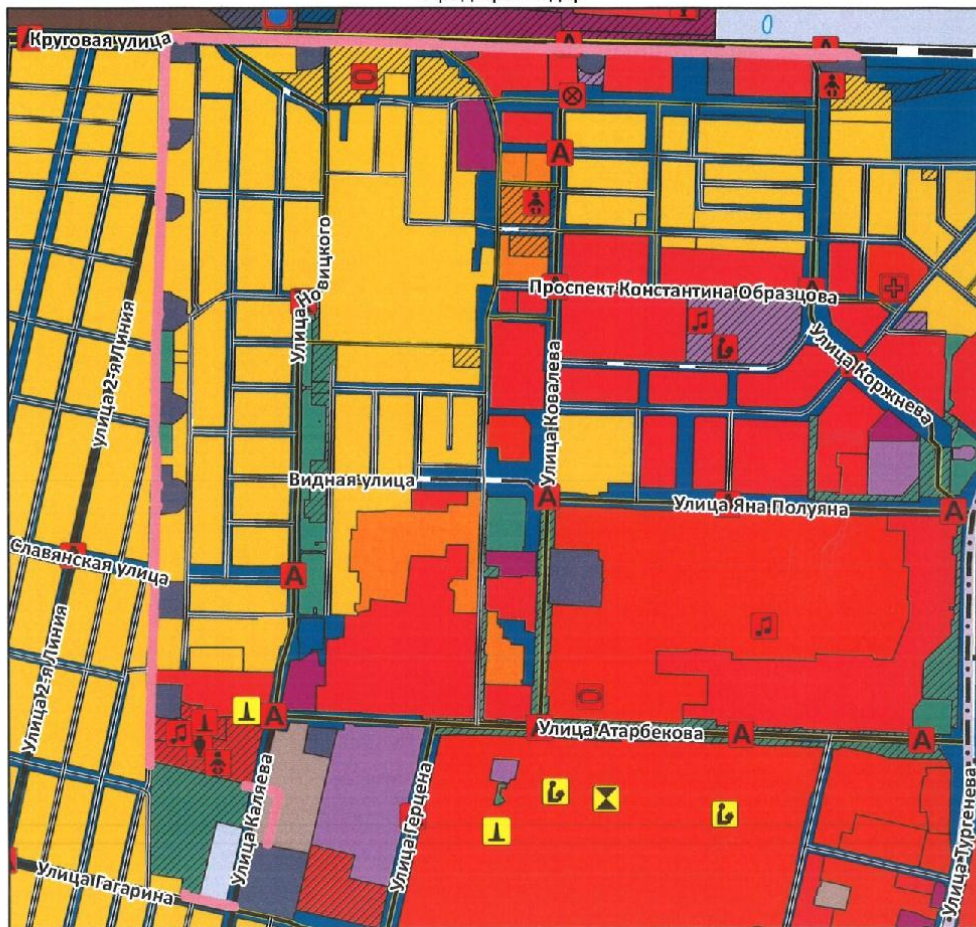 0
Круговая улица
А
А
А
Улица Новицкого
Проспект Константина Образцова
улица 2-я Линия
Улица Ковалева
Улица Коржнева
Видная улица
А
Улица Яна Полуяна
А
Славянская улица
А
Улица 2-я Линия
А
Улица Атарбекова
А
А
Улица Каляева
Улица Герцена
Улица Тургенева
Улица Гагарина